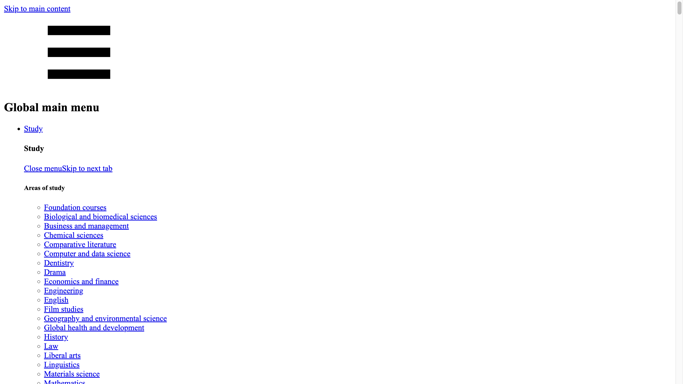 Skip to main content
Global main menu
Study
Study
Close menuSkip to next tab
Areas of study
Foundation courses
Biological and biomedical sciences
Business and management
Chemical sciences
Comparative literature
Computer and data science
Dentistry
Drama
Economics and finance
Engineering
English
Film studies
Geography and environmental science
Global health and development
History
Law
Liberal arts
Linguistics
Materials science
Mathematics